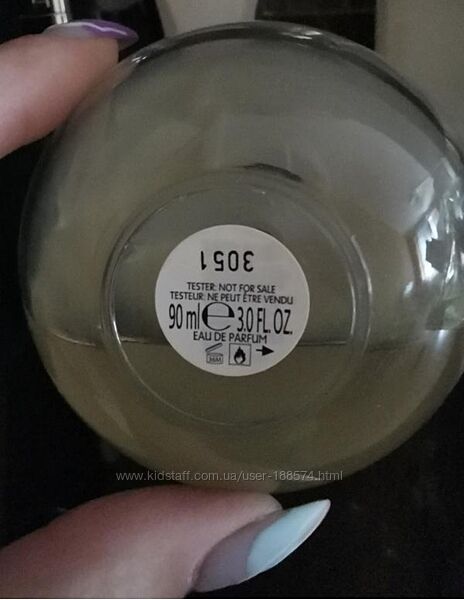 3051
TESTER: NOT FOR SALE
TESTEUR: NE PEUT ÊTRE VENDU
90 ml e 3.0 FL. OZ.
EAU DE PARFUM
36M
www.kidstaff.com.ua/user-188574.html